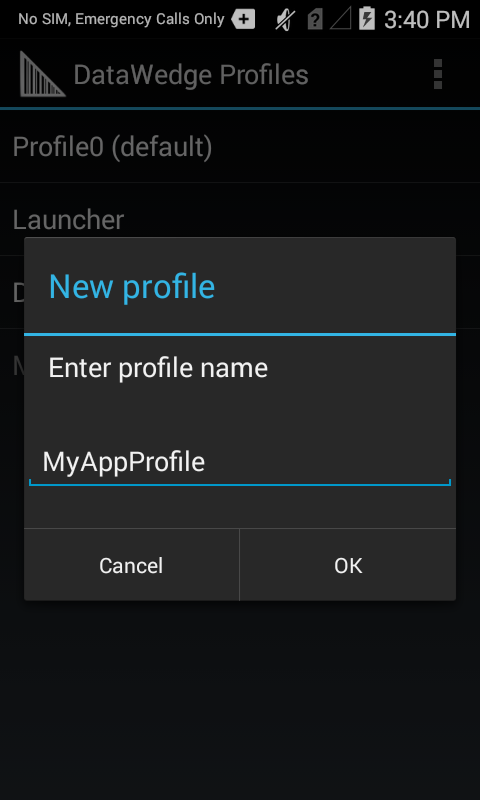 No SIM, Emergency Calls Only 3:40 PM
DataWedge Profiles
Profile0 (default)
Launcher
New profile
Enter profile name
MyAppProfile
Cancel OK